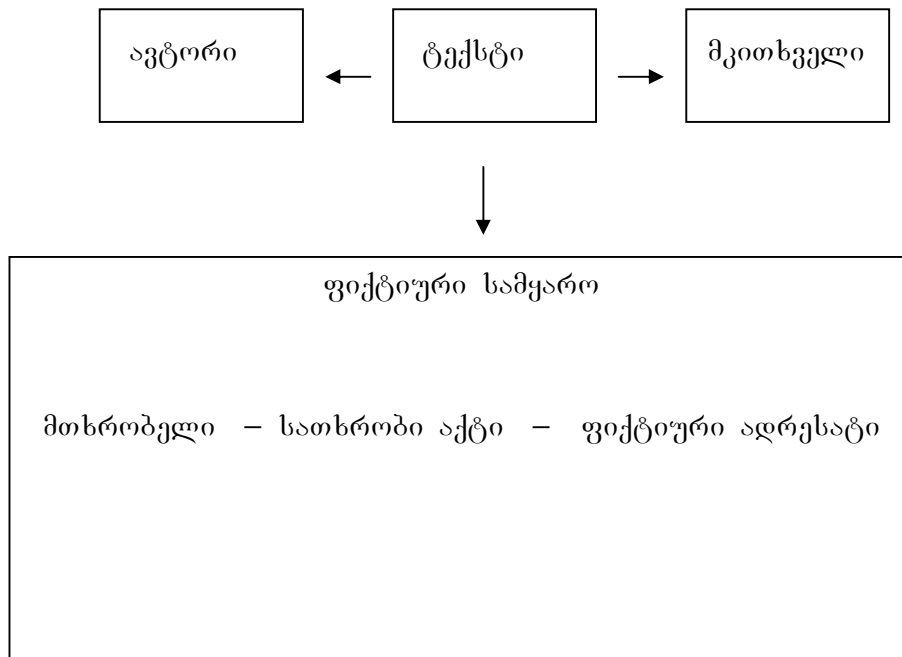 ავტორი ტექსტი მკითხველი
ფიქტიური სამყარო
მთხრობელი – სათხრობი აქტი – ფიქტიური ადრესატი